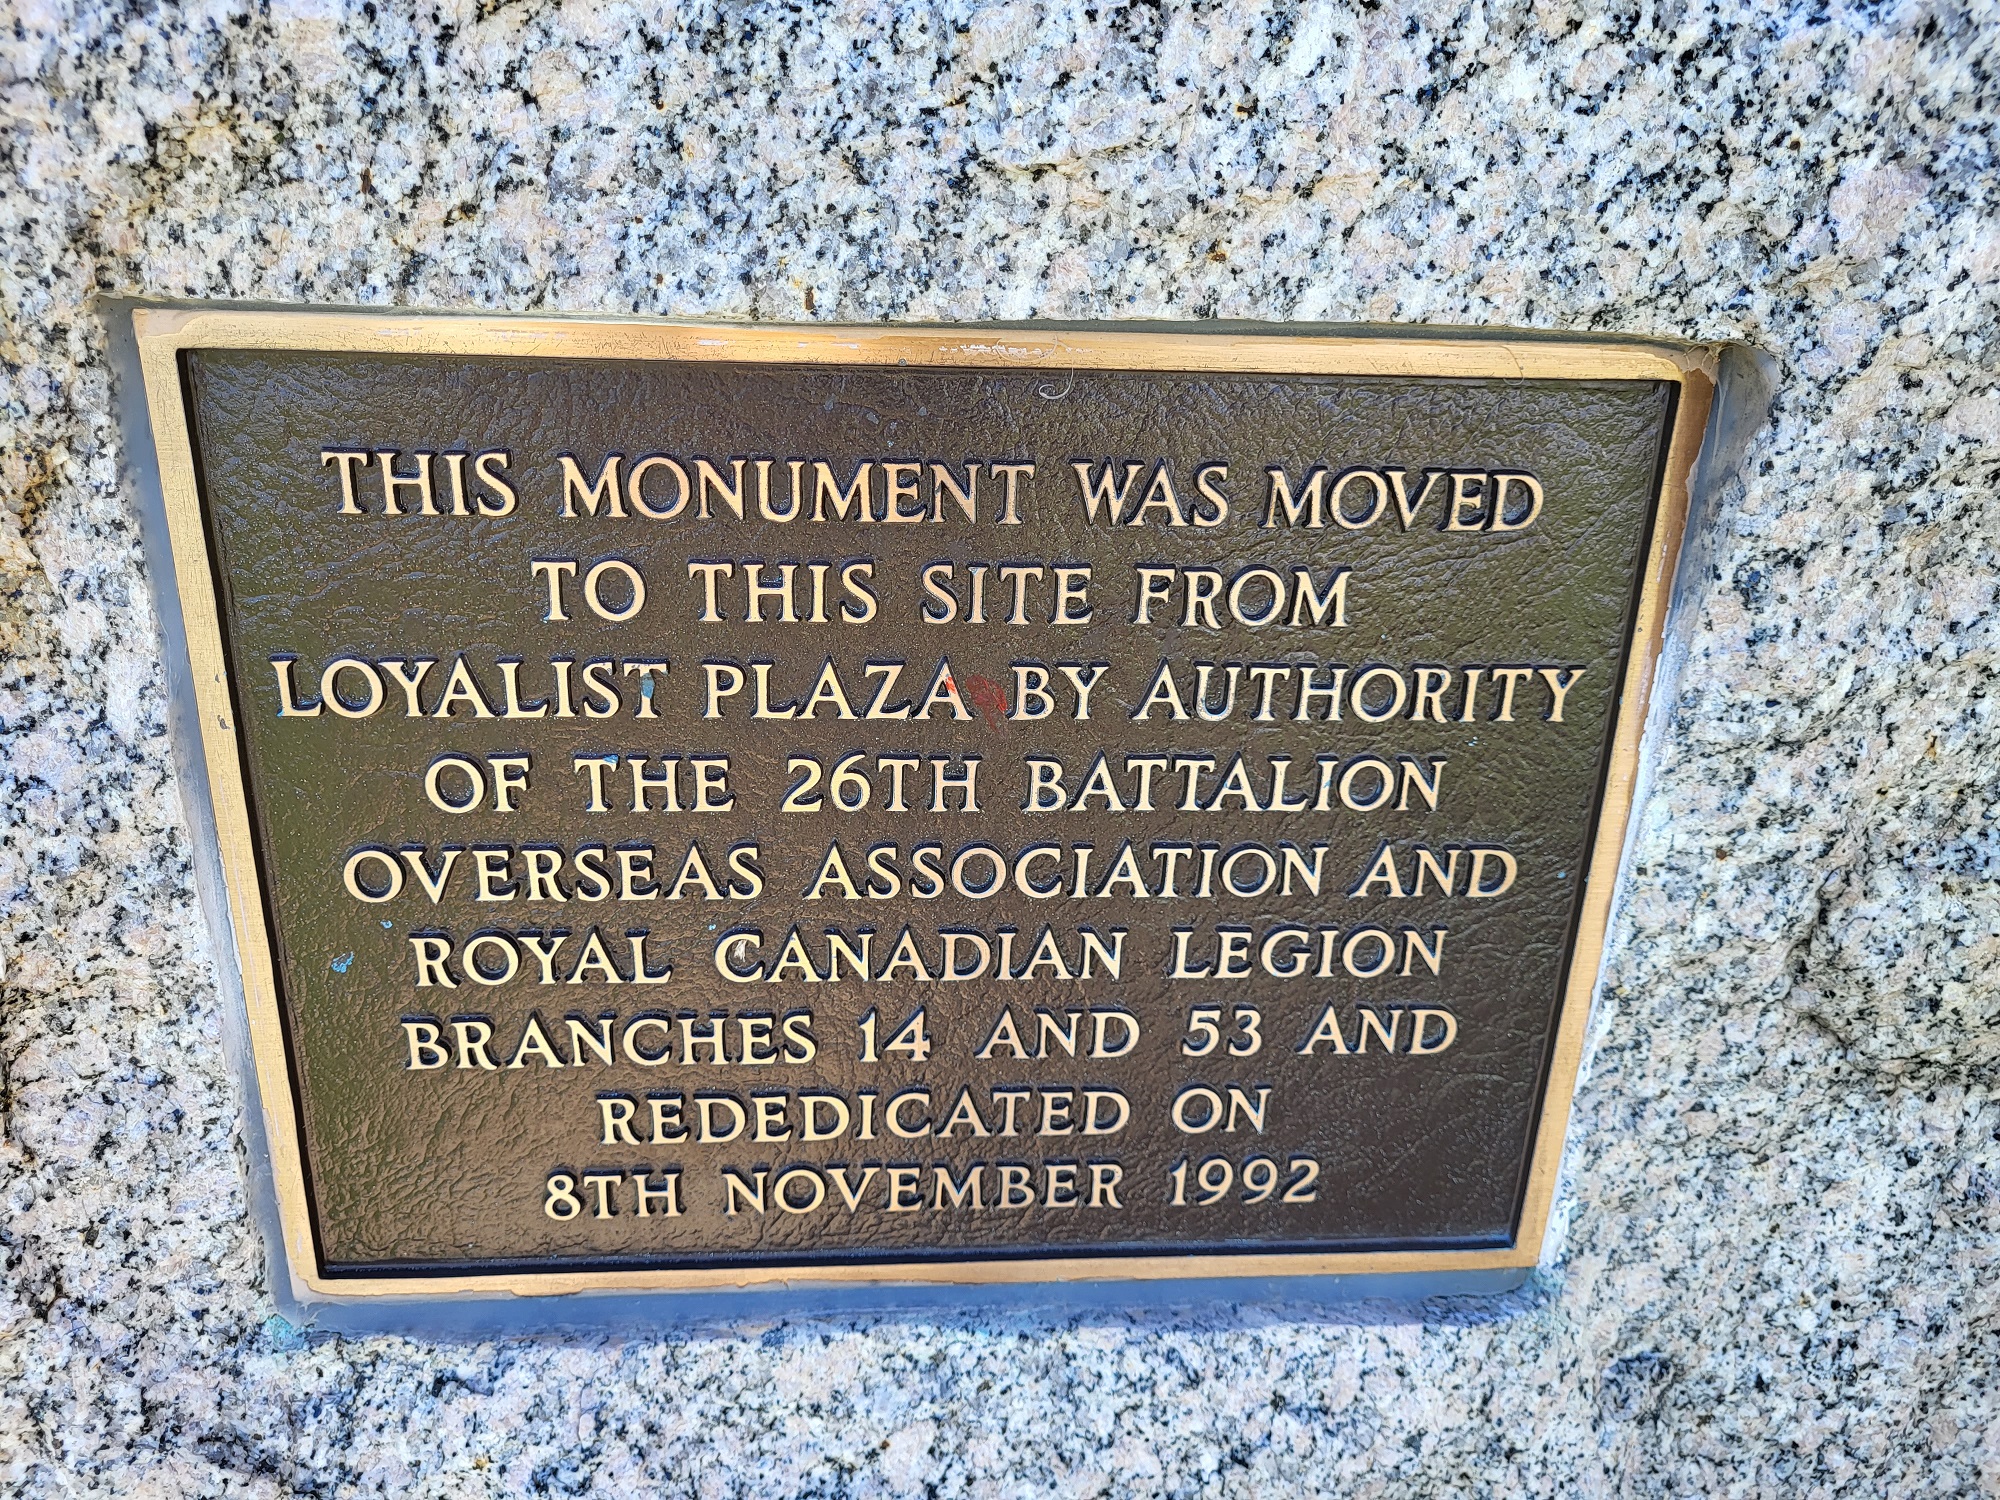 THIS MONUMENT WAS MOVED
TO THIS SITE FROM
LOYALIST PLAZA BY AUTHORITY
OF THE 26TH BATTALION
OVERSEAS ASSOCIATION AND
ROYAL CANADIAN LEGION
BRANCHES 14 AND 53 AND
REDEDICATED ON
8TH NOVEMBER 1992